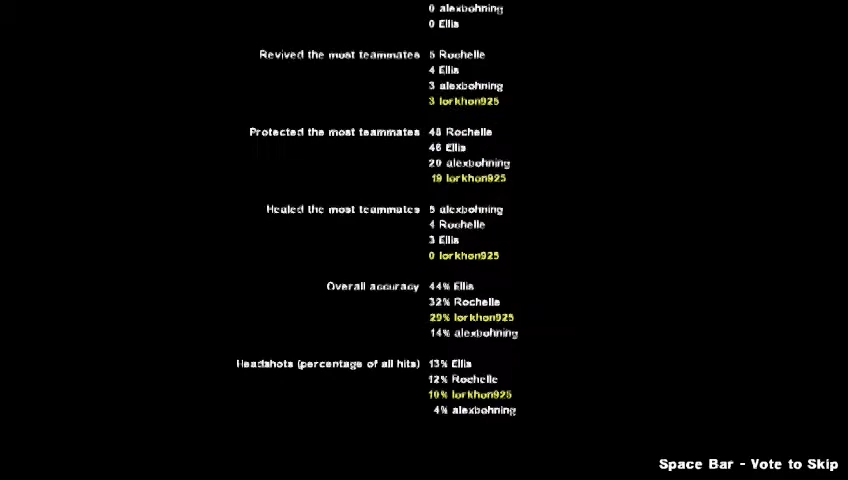 0 alexbohning
0 Ellis
Revived the most teammates 5 Rochelle
4 Ellis
3 alexbohning
3 lorkhon925
Protected the most teammates 48 Rochelle
46 Ellis
20 alexbohning
19 lorkhon925
Healed the most teammates 5 alexbohning
4 Rochelle
3 Ellis
0 lorkhon925
Overall accuracy 44% Ellis
32% Rochelle
29% lorkhon925
14% alexbohning
Headshots (percentage of all hits) 13% Ellis
12% Rochelle
10% lorkhon925
4% alexbohning
Space Bar - Vote to Skip